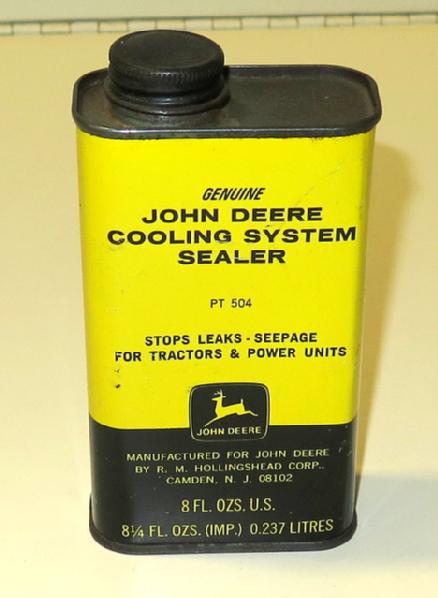 GENUINE
JOHN DEERE
COOLING SYSTEM
SEALER
PT 504
STOPS LEAKS - SEEPAGE
FOR TRACTORS & POWER UNITS
JOHN DEERE
MANUFACTURED FOR JOHN DEERE
BY R. M. HOLLINGSHEAD CORP..
CAMDEN, N. J. 08102
8 FL. OZS. U.S.
8¼ FL. OZS. (IMP.) 0.237 LITRES